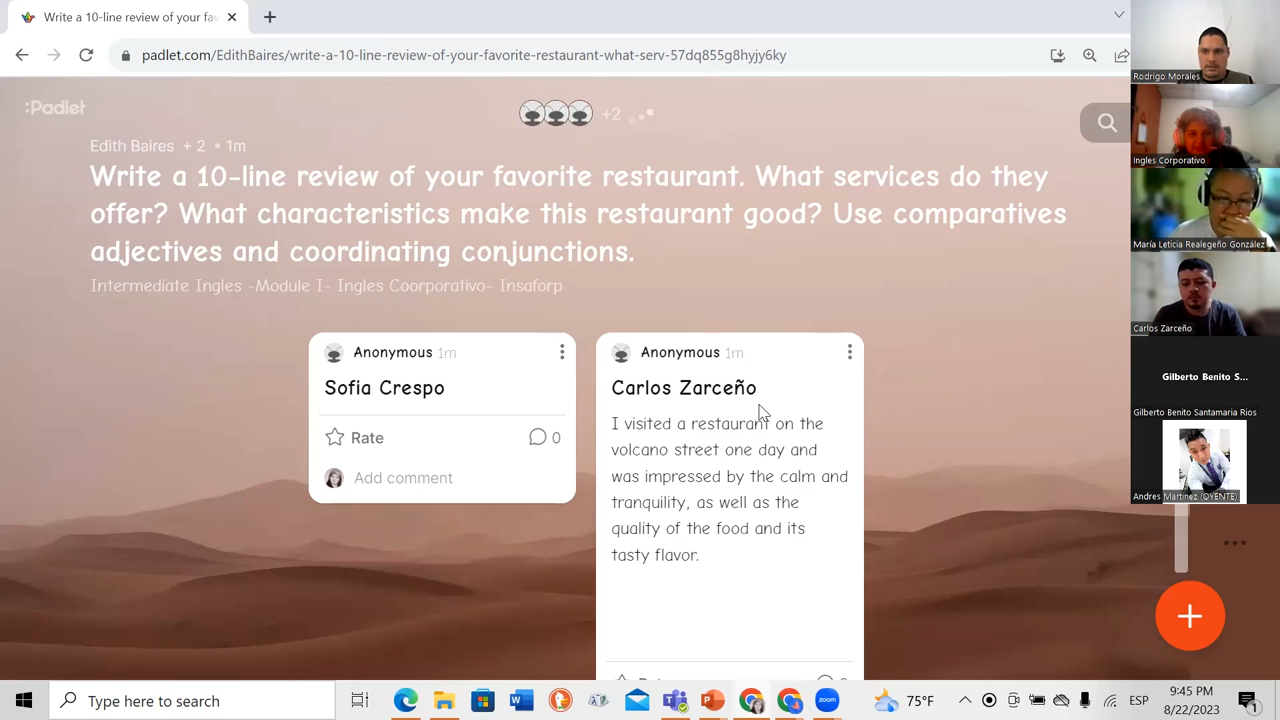 Write a 10-line review of your fav
padlet.com/EdithBaires/write-a-10-line-review-of-your-favorite-restaurant-what-serv-57dq855g8hyjy6ky
:Padlet
+2
Edith Baires + 2 • 1m
Write a 10-line review of your favorite restaurant. What services do they
offer? What characteristics make this restaurant good? Use comparatives
adjectives and coordinating conjunctions.
Intermediate Ingles -Module I- Ingles Coorporativo- Insaforp
Anonymous 1m
Sofia Crespo
Rate 0
Add comment
Anonymous 1m
Carlos Zarceño
I visited a restaurant on the
volcano street one day and
was impressed by the calm and
tranquility, as well as the
quality of the food and its
tasty flavor.
Rodrigo Morales
Ingles Corporativo
María Leticia Realegeño González
Carlos Zarceño
Gilberto Benito S...
Gilberto Benito Santamaria Rios
Andres Martinez (OYENTE)
Type here to search
75°F
ESP
9:45 PM
8/22/2023
1